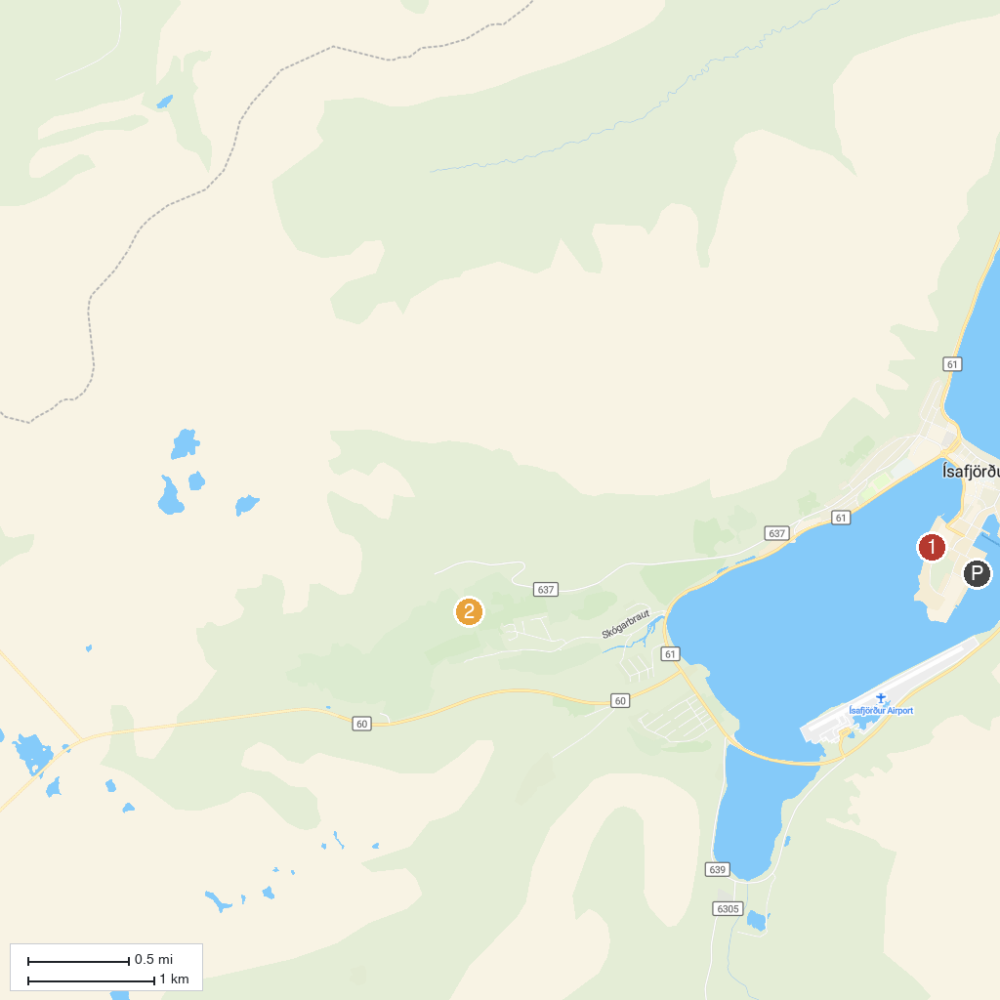 61
Ísafjörðu
61
637
1
P
637
2
Skógarbraut
61
60
Ísafjörður Airport
60
639
6305
0.5 mi
1 km